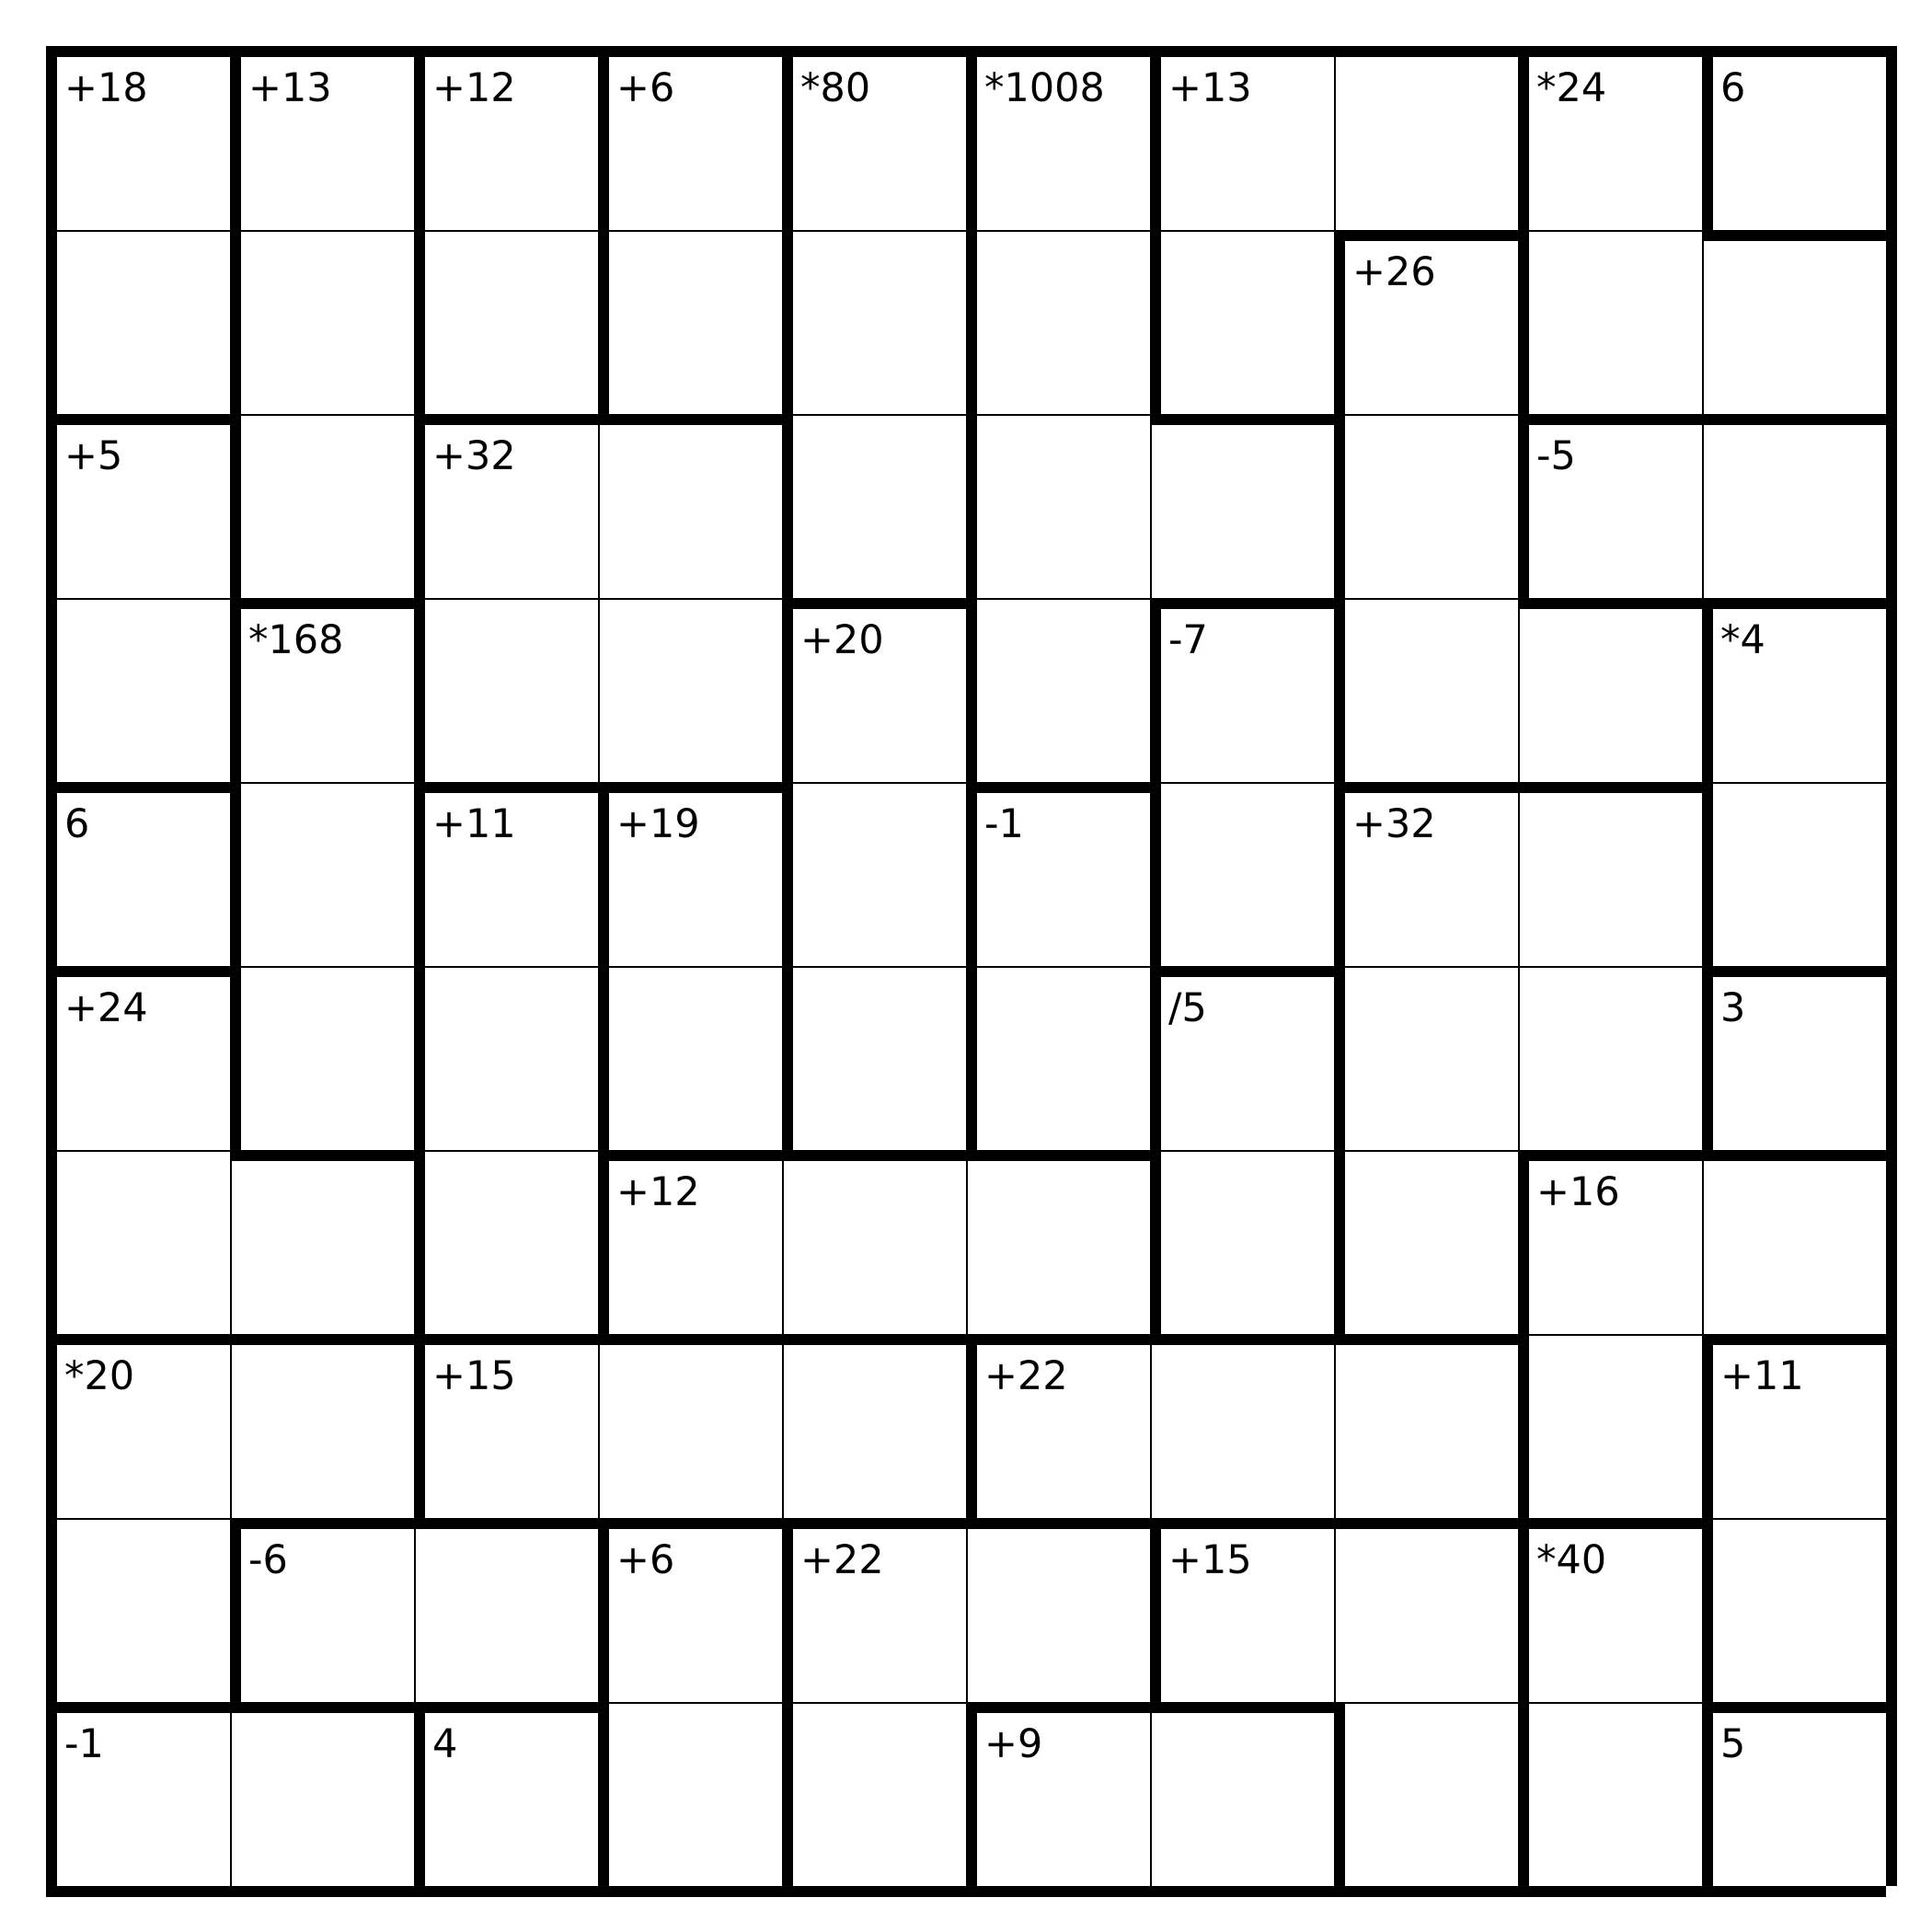 +18 +13 +12 +6 *80 *1008 +13 *24 6
+26
+5 +32 -5
*168 +20 -7 *4
6 +11 +19 -1 +32
+24 /5 3
+12 +16
*20 +15 +22 +11
-6 +6 +22 +15 *40
-1 4 +9 5